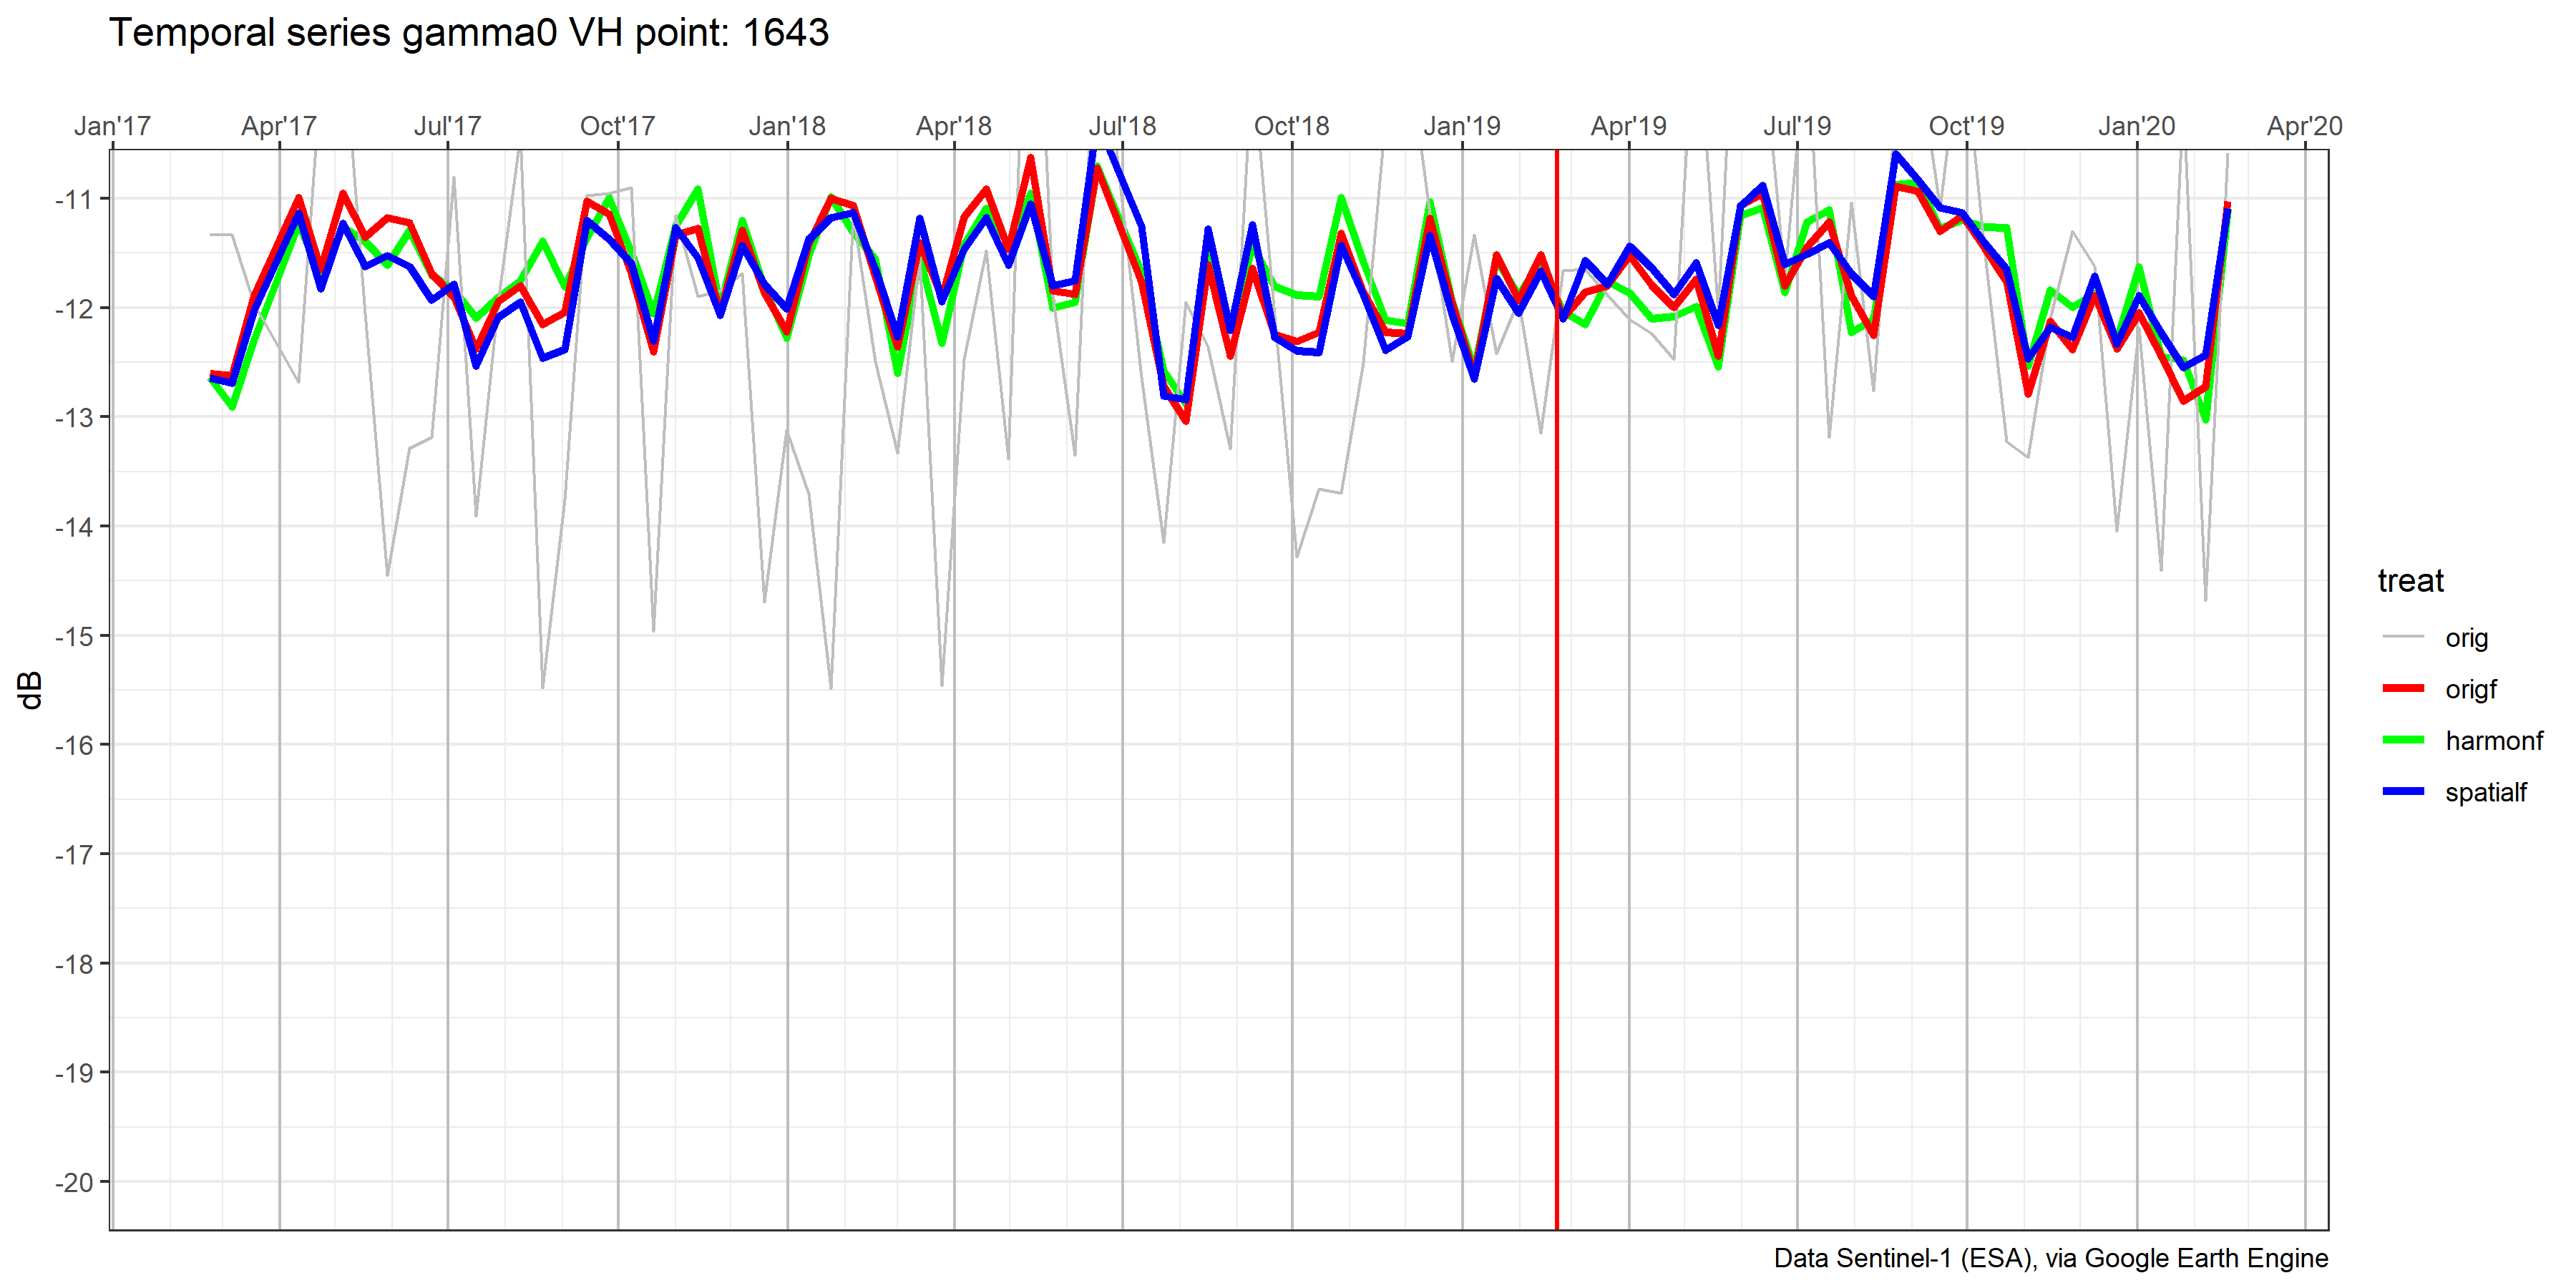 Temporal series gamma0 VH point: 1643
Jan'17 Apr'17 Jul'17 Oct'17 Jan'18 Apr'18 Jul'18 Oct'18 Jan'19 Apr'19 Jul'19 Oct'19 Jan'20 Apr'20
-11
-12
-13
-14
-15
-16
-17
-18
-19
-20
dB
treat
orig
origf
harmonf
spatialf
Data Sentinel-1 (ESA), via Google Earth Engine